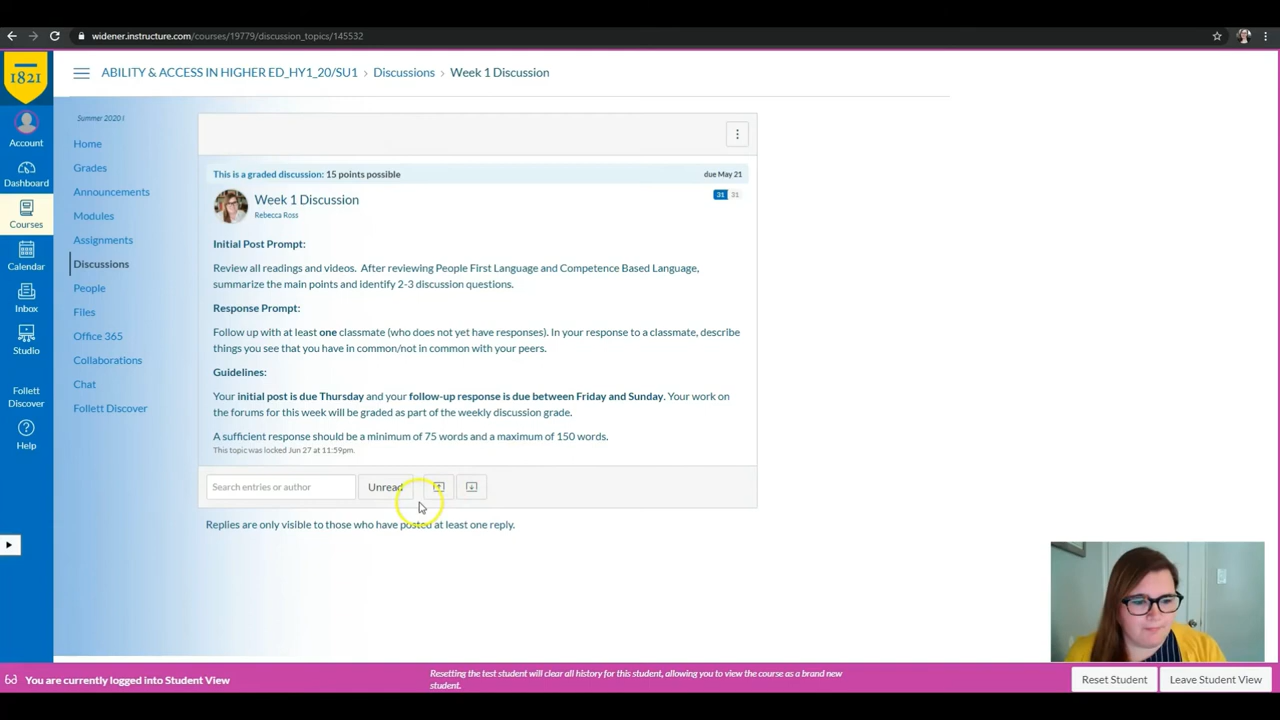 widener.instructure.com/courses/19779/discussion_topics/145532
1821
ABILITY & ACCESS IN HIGHER ED_HY1_20/SU1 › Discussions › Week 1 Discussion
Account
Dashboard
Courses
Calendar
Inbox
Studio
Follett
Discover
Help
Summer 2020 I
Home
Grades
Announcements
Modules
Assignments
Discussions
People
Files
Office 365
Collaborations
Chat
Follett Discover
This is a graded discussion: 15 points possible
due May 21
Week 1 Discussion
31 31
Rebecca Ross
Initial Post Prompt:
Review all readings and videos. After reviewing People First Language and Competence Based Language,
summarize the main points and identify 2-3 discussion questions.
Response Prompt:
Follow up with at least one classmate (who does not yet have responses). In your response to a classmate, describe
things you see that you have in common/not in common with your peers.
Guidelines:
Your initial post is due Thursday and your follow-up response is due between Friday and Sunday. Your work on
the forums for this week will be graded as part of the weekly discussion grade.
A sufficient response should be a minimum of 75 words and a maximum of 150 words.
This topic was locked Jun 27 at 11:59pm.
Search entries or author
Unread
Replies are only visible to those who have posted at least one reply.
You are currently logged into Student View
Resetting the test student will clear all history for this student, allowing you to view the course as a brand new
student.
Reset Student
Leave Student View